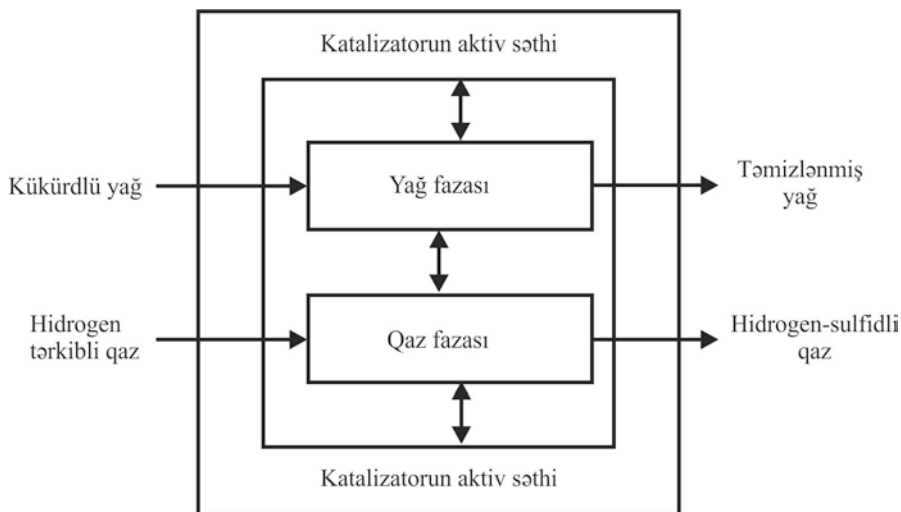 Katalizatorun aktiv səthi
Kükürdlü yağ
Yağ fazası
Təmizlənmiş
yağ
Hidrogen
tərkibli qaz
Qaz fazası
Hidrogen-sulfidli
qaz
Katalizatorun aktiv səthi